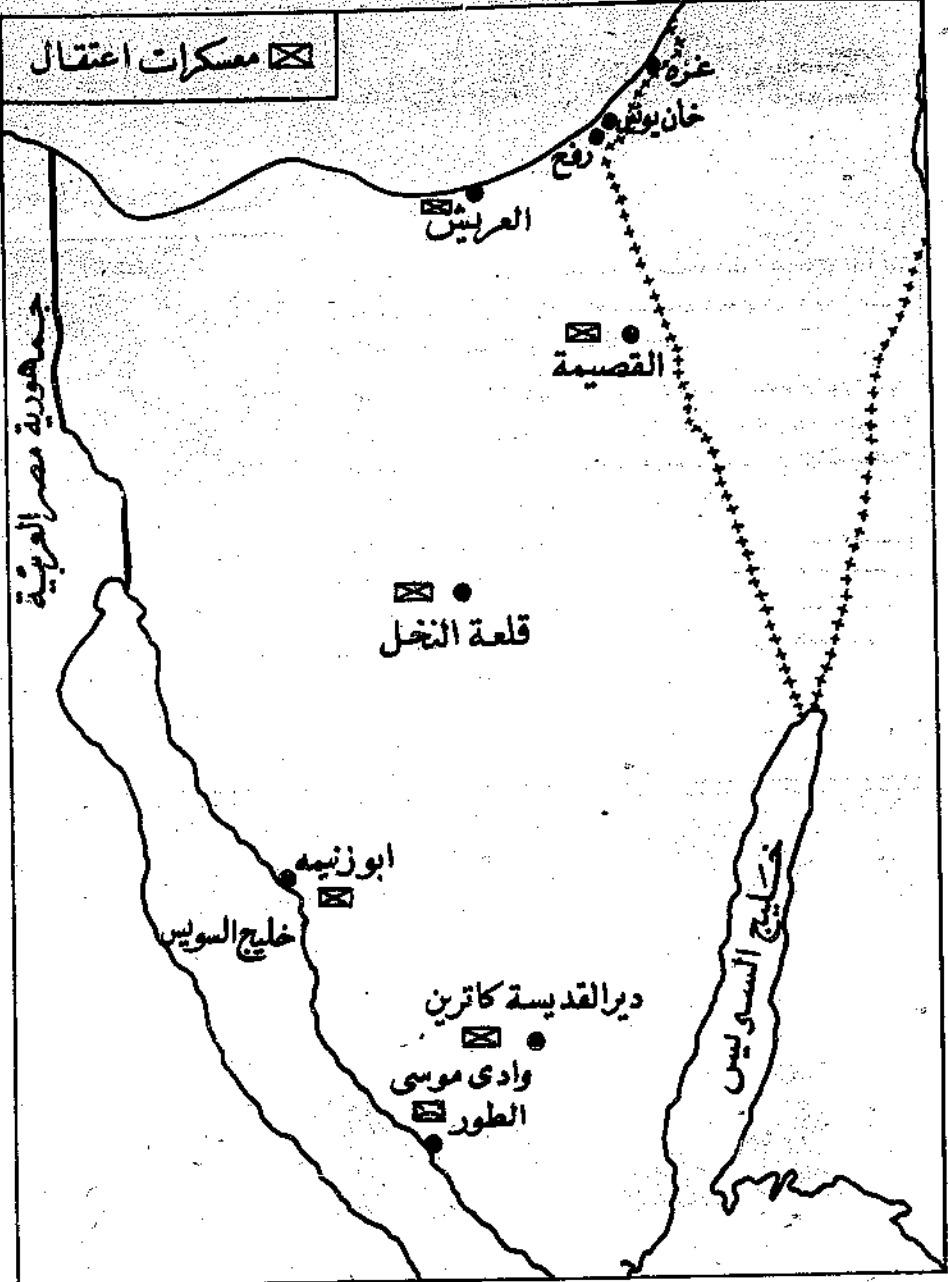 معسكرات اعتقال
غزة
خان يونس
رفح
العريش
القصيمة
جمهورية مصر العربيّة
قلعة النخل
ابو زنيمه
خليج السويس
خليج السويس
دير القديسة كاترين
وادى موسى
الطور